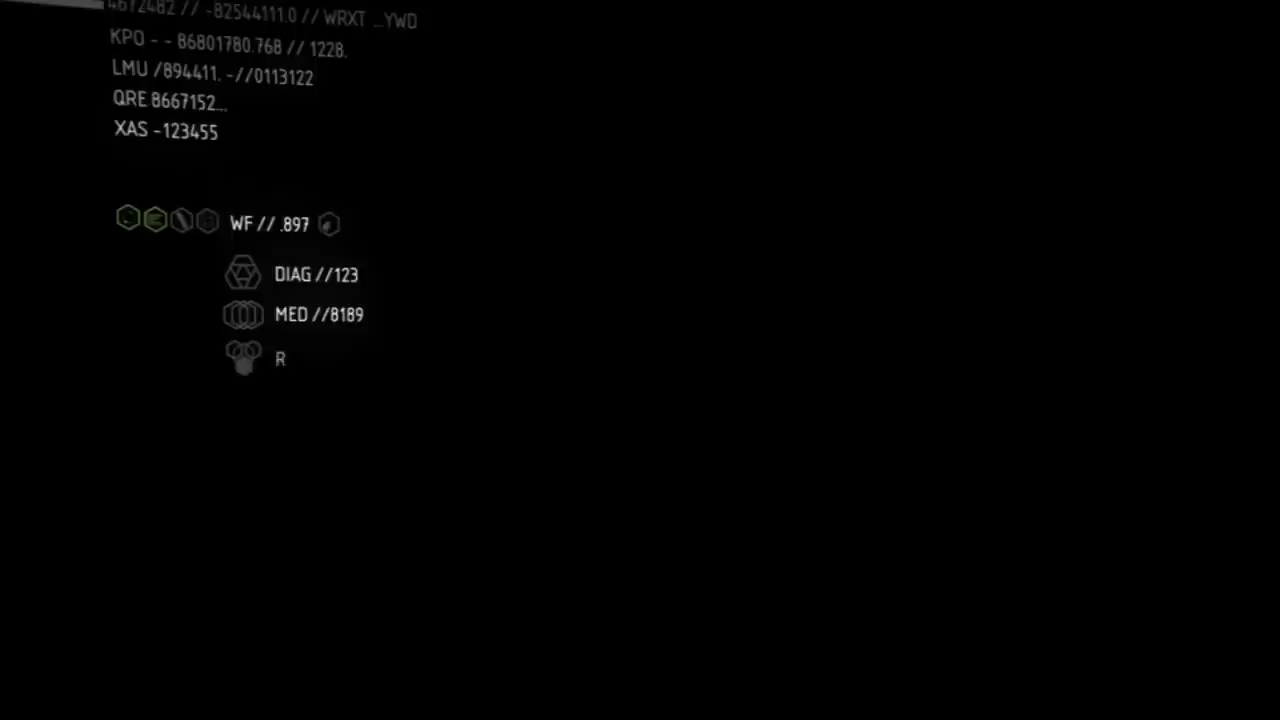 4672482 // -82544111.0 // WRXT ...YWD
KPO - - 86801780.768 // 1228.
LMU /894411. -//0113122
QRE 8667152...
XAS -123455
WF // .897
DIAG //123
MED //8189
R